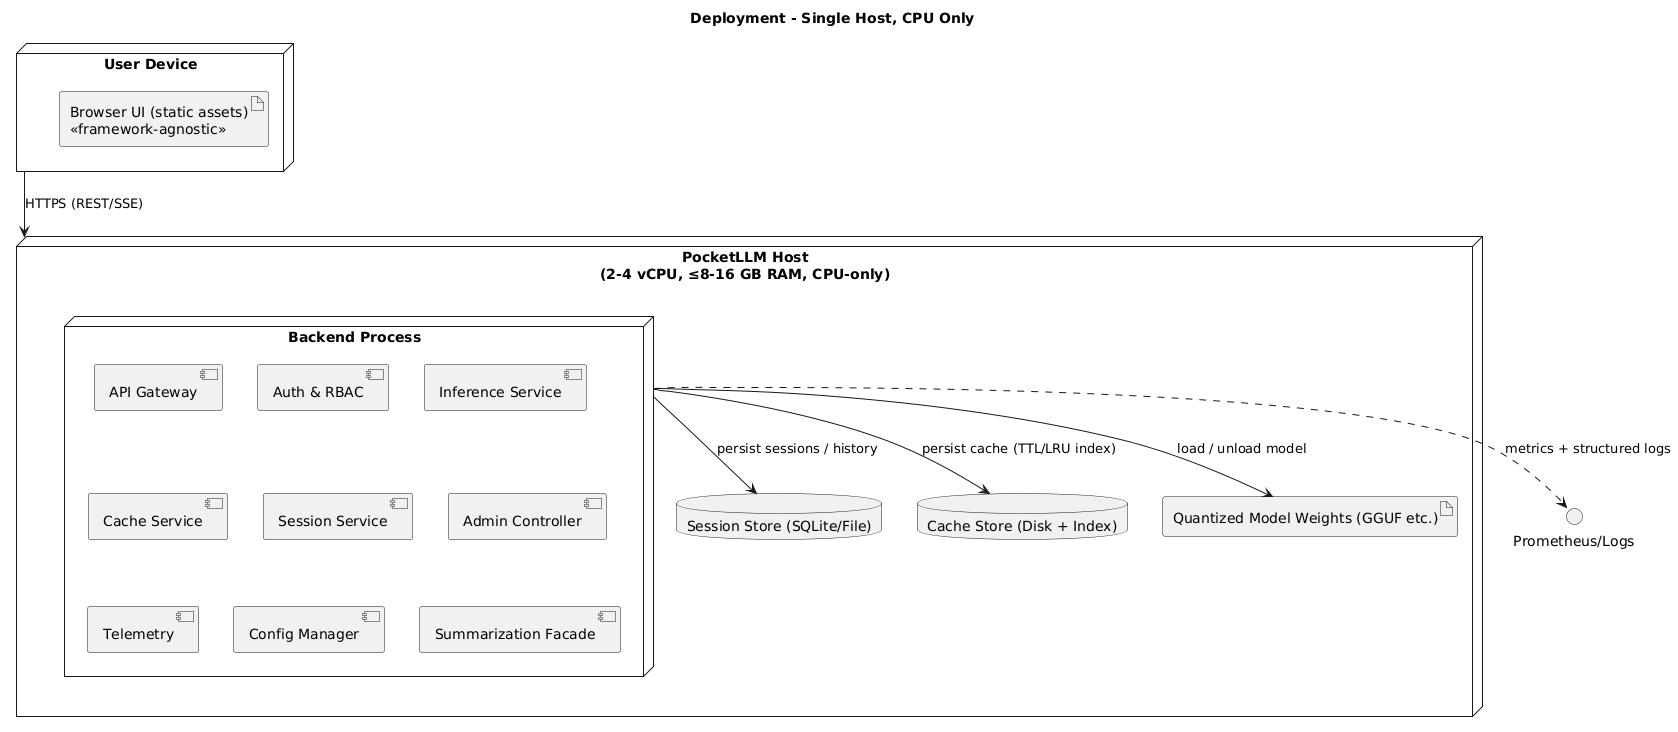 Deployment - Single Host, CPU Only
User Device
Browser UI (static assets)
«framework-agnostic»
HTTPS (REST/SSE)
PocketLLM Host
(2-4 vCPU, ≤8-16 GB RAM, CPU-only)
Backend Process
API Gateway
Auth & RBAC
Inference Service
Cache Service
Session Service
Admin Controller
Telemetry
Config Manager
Summarization Facade
persist sessions / history
persist cache (TTL/LRU index)
load / unload model
metrics + structured logs
Session Store (SQLite/File)
Cache Store (Disk + Index)
Quantized Model Weights (GGUF etc.)
Prometheus/Logs